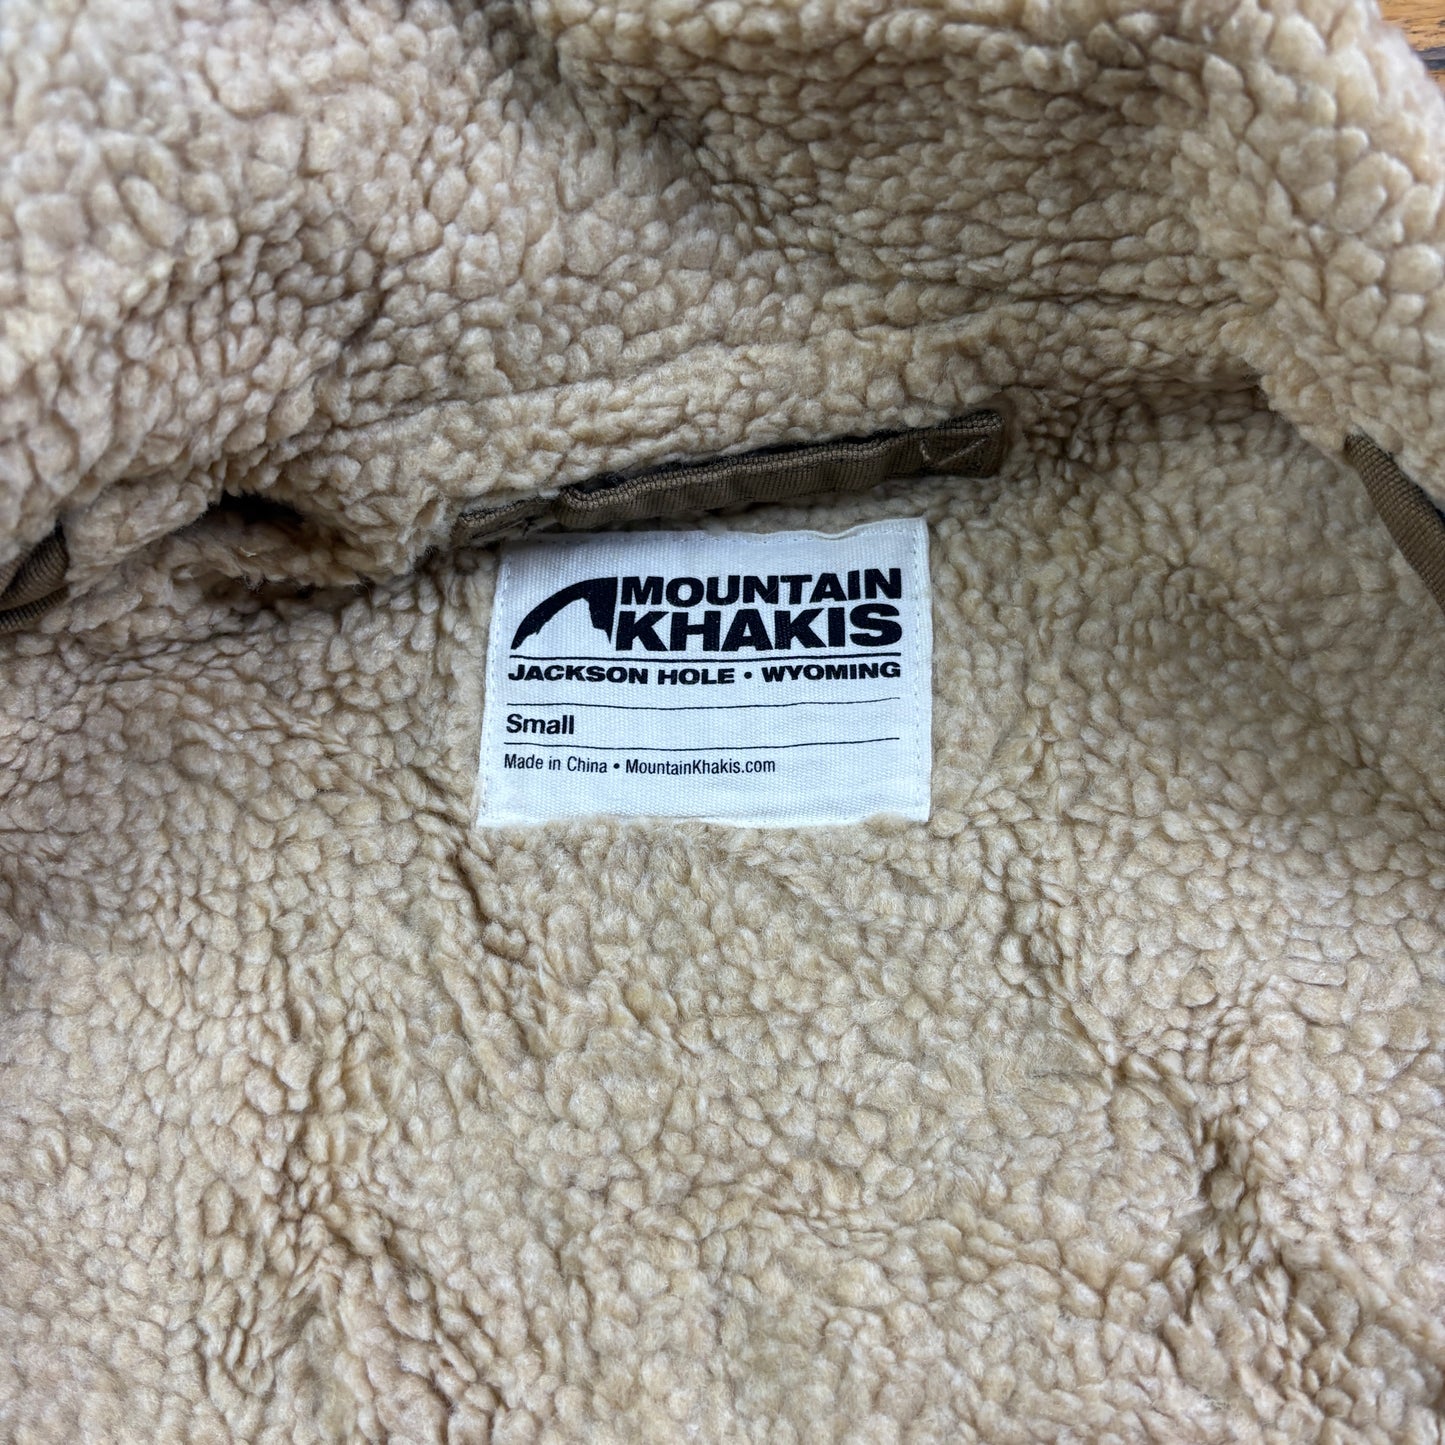 MOUNTAIN
KHAKIS
JACKSON HOLE • WYOMING
Small
Made in China • MountainKhakis.com